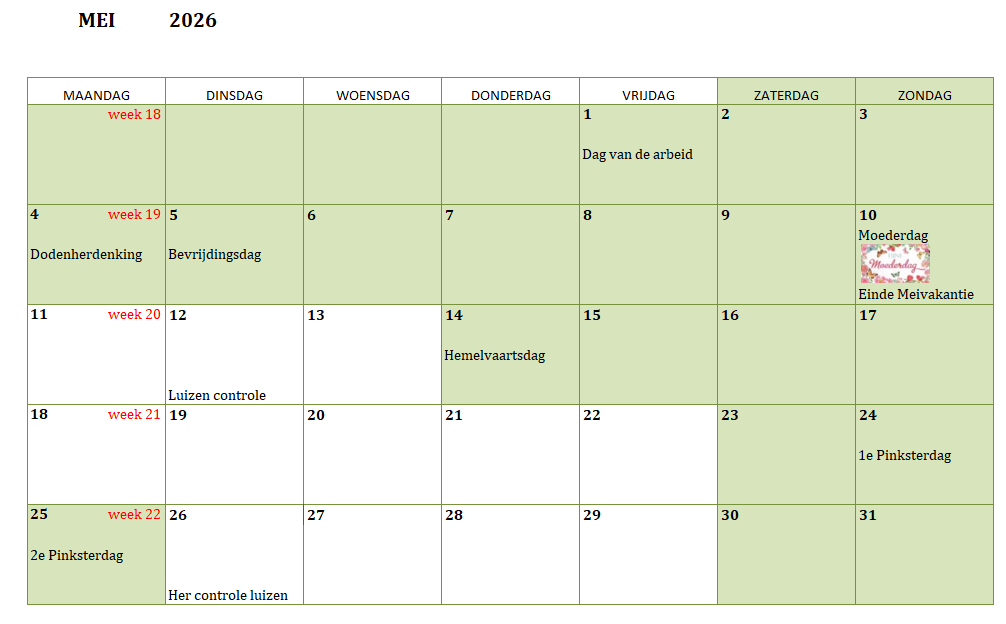 MEI 2026
MAANDAG DINSDAG WOENSDAG DONDERDAG VRIJDAG ZATERDAG ZONDAG
week 18 1 2 3
Dag van de arbeid
4 week 19 5 6 7 8 9 10
Moederdag
Dodenherdenking Bevrijdingsdag
Moederdag
Einde Meivakantie
11 week 20 12 13 14 15 16 17
Hemelvaartsdag
Luizen controle
18 week 21 19 20 21 22 23 24
1e Pinksterdag
25 week 22 26 27 28 29 30 31
2e Pinksterdag
Her controle luizen